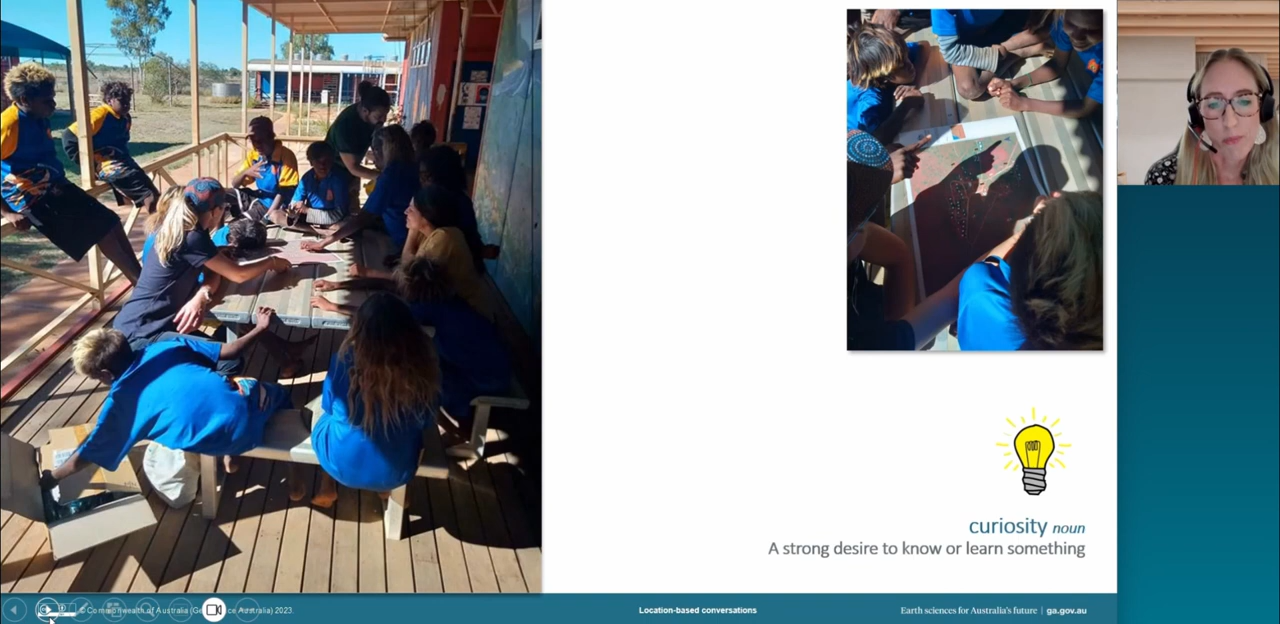 curiosity noun
A strong desire to know or learn something
© Commonwealth of Australia (Geoscience Australia) 2023.
Location-based conversations
Earth sciences for Australia's future | ga.gov.au